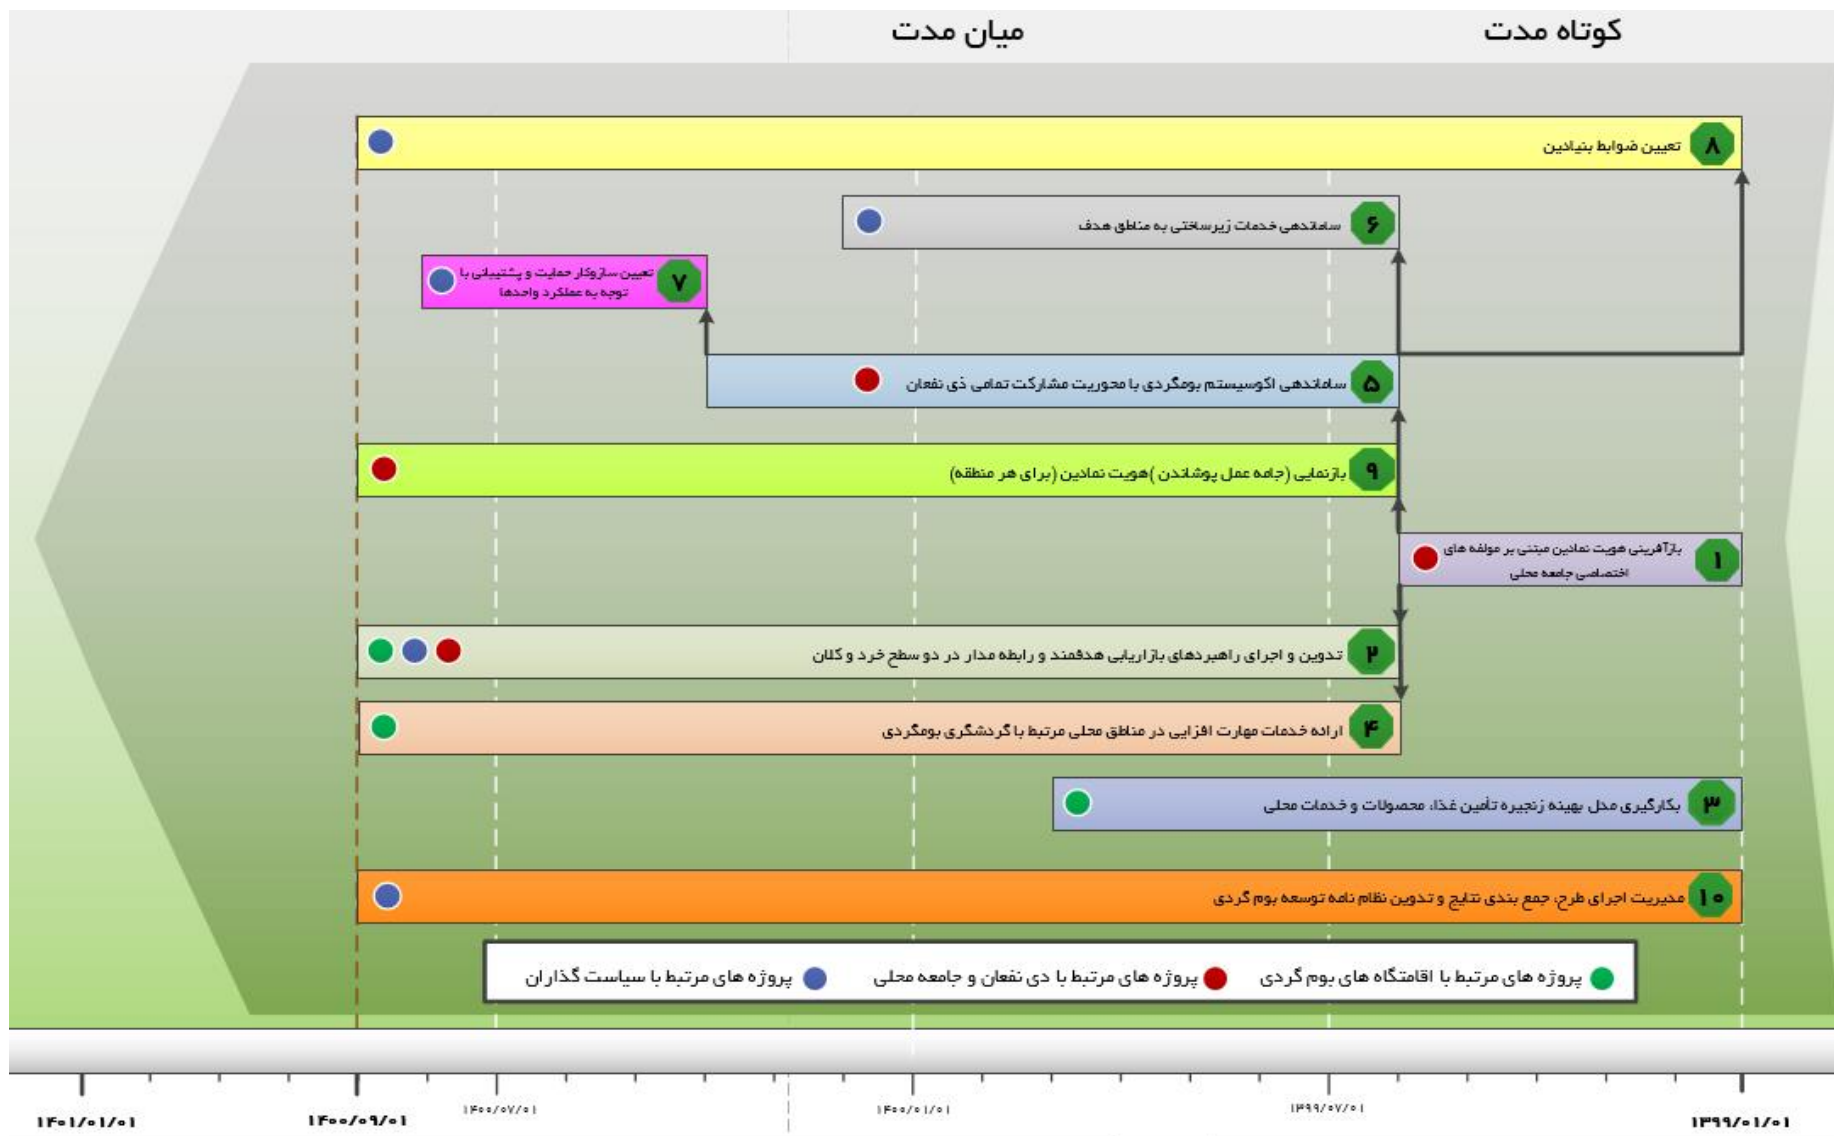 کوتاه مدت
میان مدت
۸
تعیین ضوابط بنیادین
۶
ساماندهی خدمات زیرساختی به مناطق هدف
۷
تعیین سازوکار حمایت و پشتیبانی با
توجه به عملکرد واحدها
۵
ساماندهی اکوسیستم بومگردی با محوریت مشارکت تمامی ذی نفعان
۹
بازنمایی (جامه عمل پوشاندن )هویت نمادین (برای هر منطقه)
۱
بازآفرینی هویت نمادین مبتنی بر مولفه های
اختصاصی جامعه محلی
۲
تدوین و اجرای راهبردهای بازاریابی هدفمند و رابطه مدار در دو سطح خرد و کلان
۴
ارائه خدمات مهارت افزایی در مناطق محلی مرتبط با گردشگری بومگردی
۳
بکارگیری مدل بهینه زنجیره تأمین غذا، محصولات و خدمات محلی
۱۰
مدیریت اجرای طرح، جمع بندی نتایج و تدوین نظام نامه توسعه بوم گردی
پروژه های مرتبط با اقامتگاه های بوم گردی
پروژه های مرتبط با دی نفعان و جامعه محلی
پروژه های مرتبط با سیاست گذاران
۱۳۹۹/۰۱/۰۱
۱۳۹۹/۰۷/۰۱
۱۴۰۰/۰۱/۰۱
۱۴۰۰/۰۷/۰۱
۱۴۰۰/۰۹/۰۱
۱۴۰۱/۰۱/۰۱